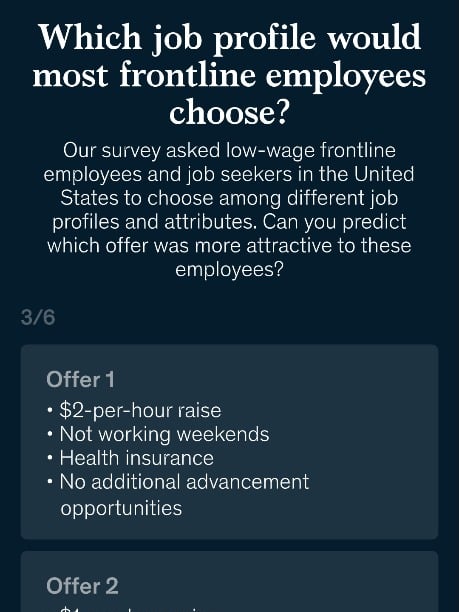 Which job profile would
most frontline employees
choose?
Our survey asked low-wage frontline
employees and job seekers in the United
States to choose among different job
profiles and attributes. Can you predict
which offer was more attractive to these
employees?
3/6
Offer 1
• $2-per-hour raise
• Not working weekends
• Health insurance
• No additional advancement
opportunities
Offer 2